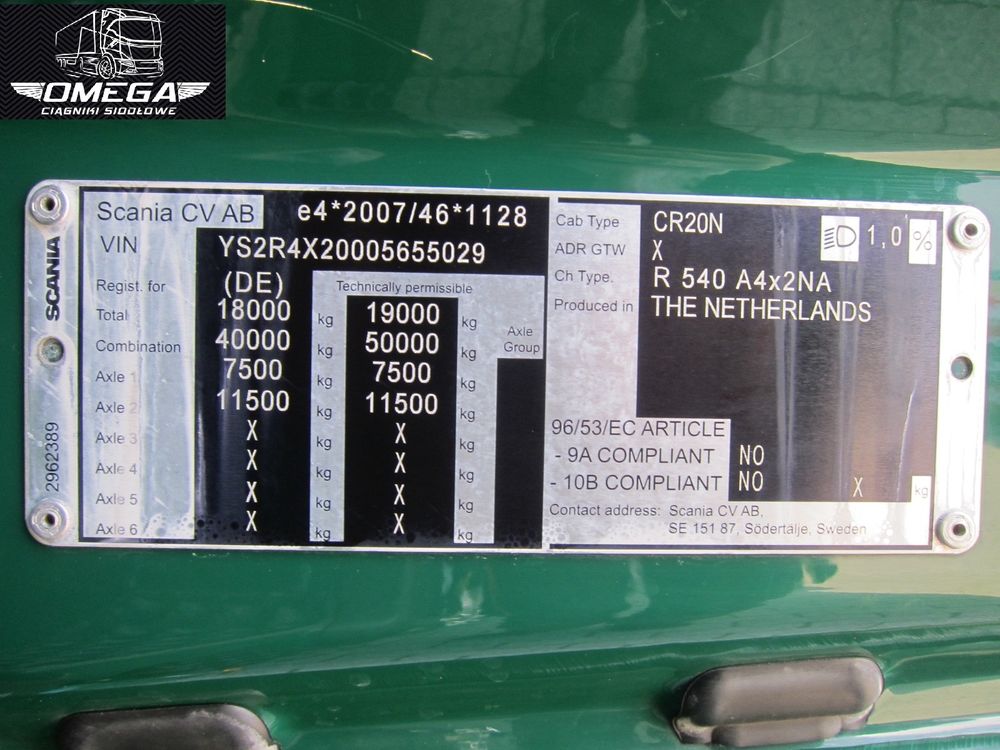 OMEGA
CIĄGNIKI SIODŁOWE
SCANIA
2962389
Scania CV AB e4*2007/46*1128
VIN YS2R4X20005655029
Regist. for (DE) Technically permissible
Total 18000 kg 19000 kg
Combination 40000 kg 50000 kg Axle Group
Axle 1 7500 kg 7500 kg
Axle 2 11500 kg 11500 kg
Axle 3 X kg X kg
Axle 4 X kg X kg
Axle 5 X kg X kg
Axle 6 X kg X kg
Cab Type CR20N 1,0 %
ADR GTW X
Ch Type. R 540 A4x2NA
Produced in THE NETHERLANDS
96/53/EC ARTICLE
- 9A COMPLIANT NO
- 10B COMPLIANT NO X kg
Contact address: Scania CV AB,
SE 151 87, Södertälje, Sweden